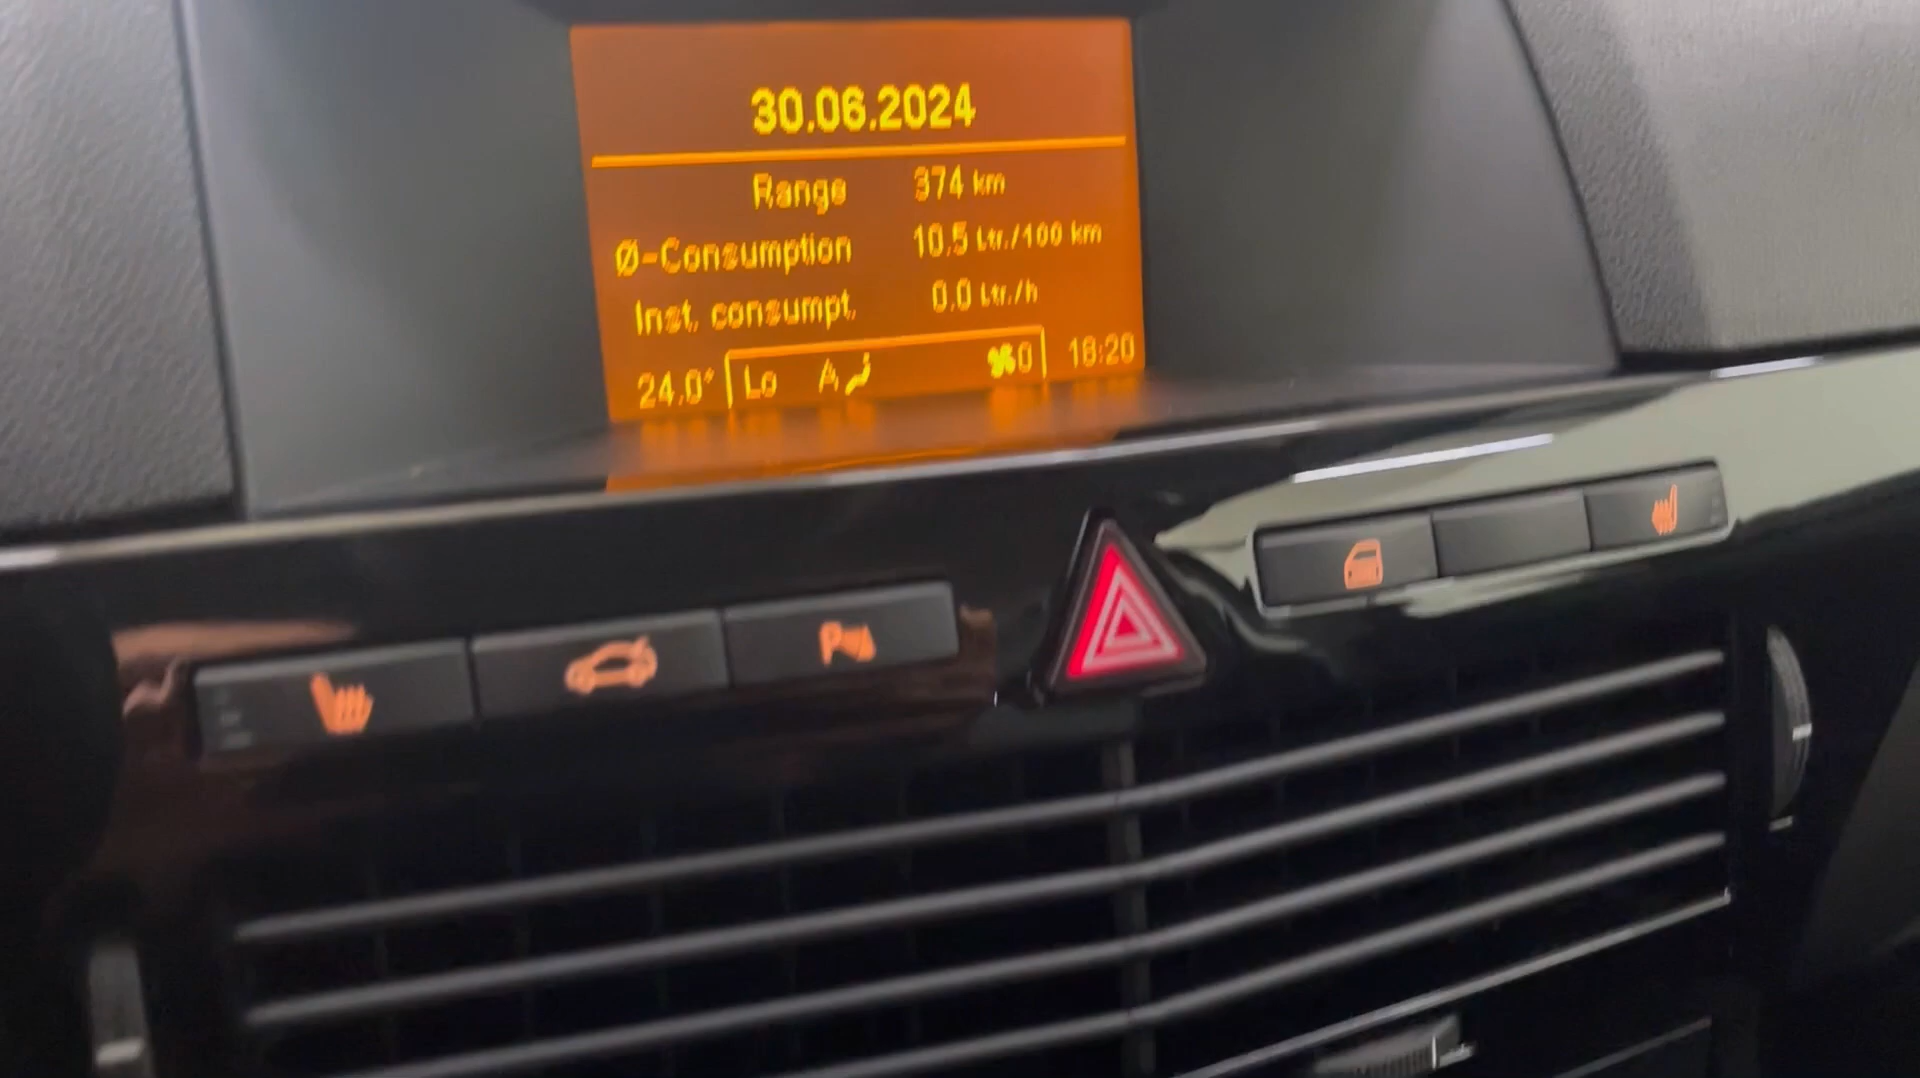 30.06.2024
Range 374 km
Ø-Consumption 10.5 Ltr./100 km
Inst. consumpt. 0.0 Ltr./h
24.0° Lo A 0 18:20
P